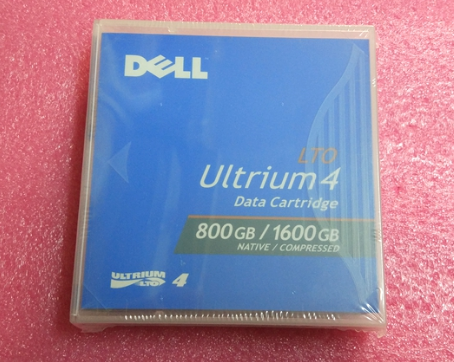 DELL
LTO
Ultrium 4
Data Cartridge
800 GB / 1600 GB
NATIVE / COMPRESSED
ULTRIUM
LTO 4